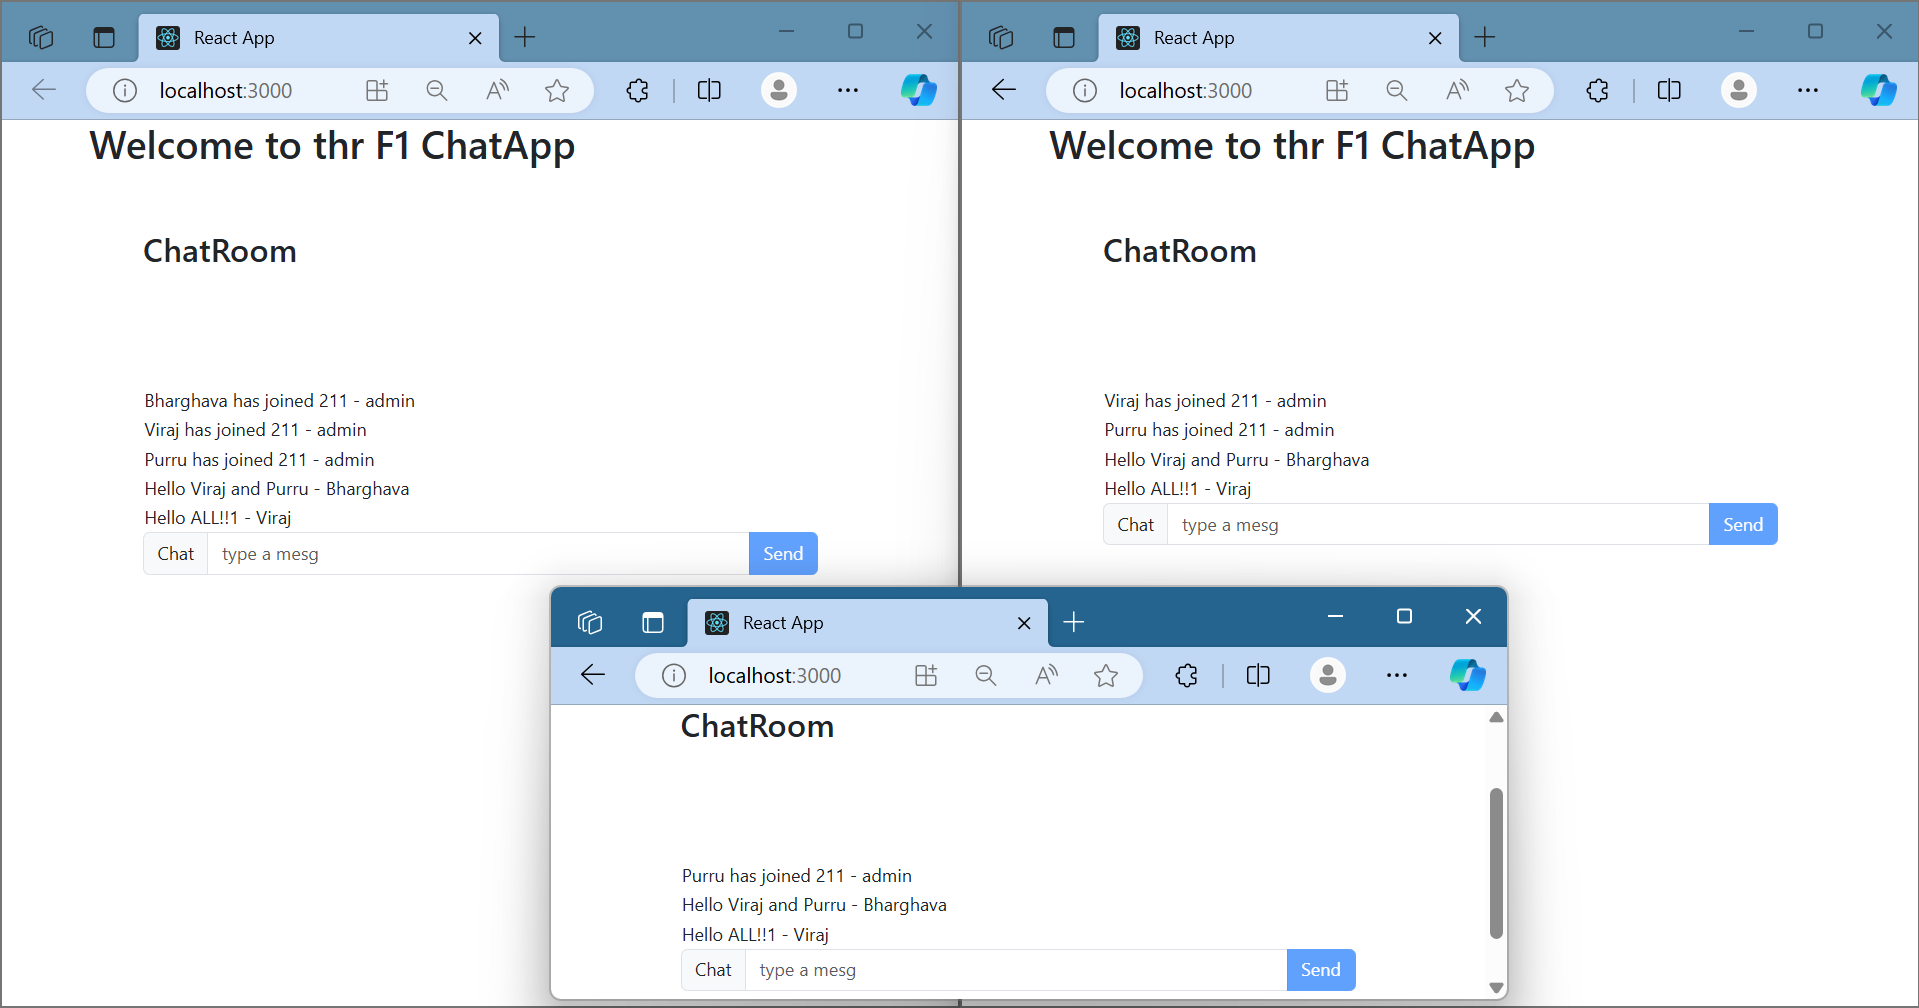 React App
localhost:3000
Welcome to thr F1 ChatApp
ChatRoom
Bharghava has joined 211 - admin
Viraj has joined 211 - admin
Purru has joined 211 - admin
Hello Viraj and Purru - Bharghava
Hello ALL!!1 - Viraj
Chat
type a mesg
Send
React App
localhost:3000
Welcome to thr F1 ChatApp
ChatRoom
Viraj has joined 211 - admin
Purru has joined 211 - admin
Hello Viraj and Purru - Bharghava
Hello ALL!!1 - Viraj
Chat
type a mesg
Send
React App
localhost:3000
ChatRoom
Purru has joined 211 - admin
Hello Viraj and Purru - Bharghava
Hello ALL!!1 - Viraj
Chat
type a mesg
Send